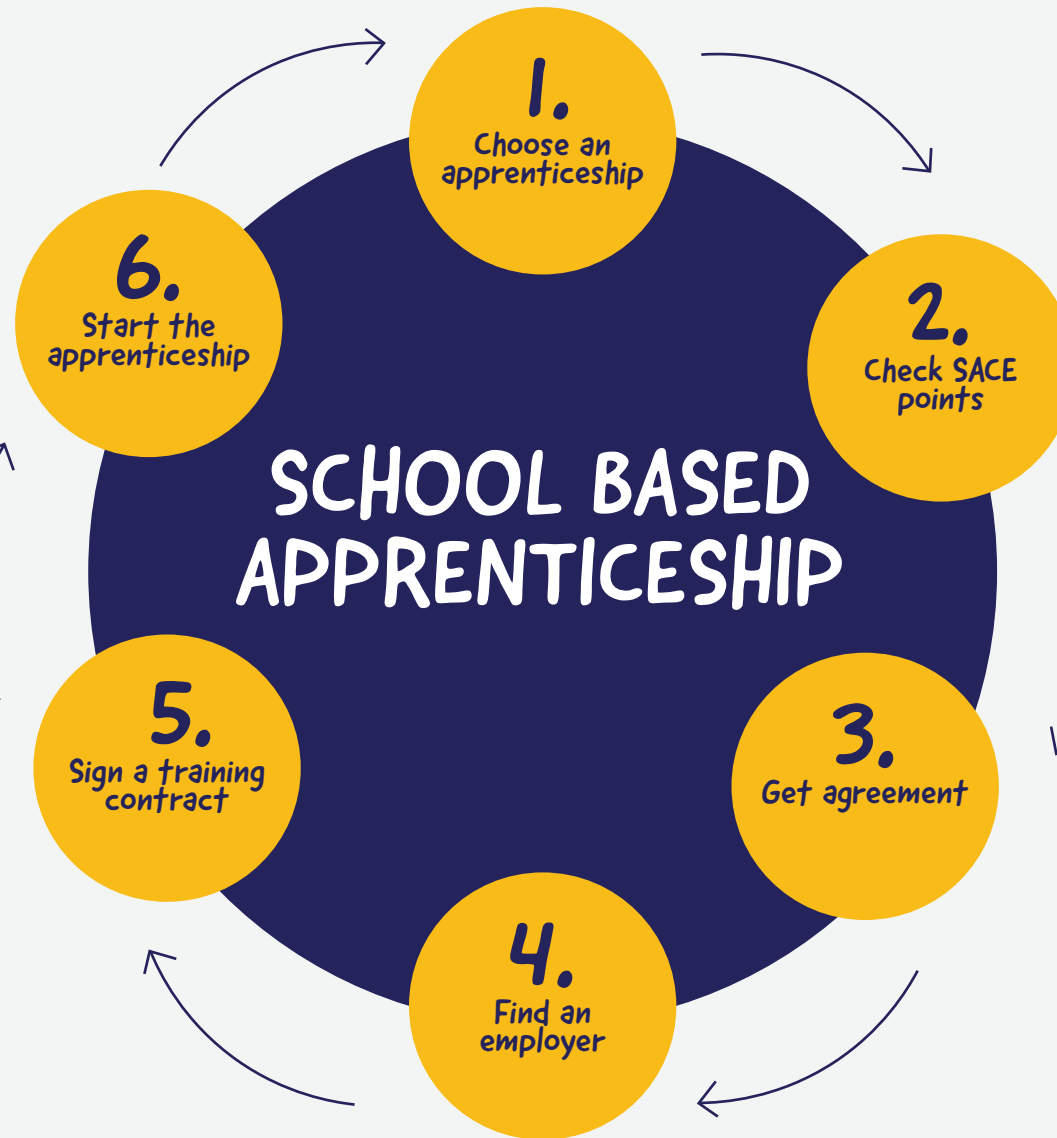 SCHOOL BASED
APPRENTICESHIP
1.
Choose an
apprenticeship
2.
Check SACE
points
3.
Get agreement
4.
Find an
employer
5.
Sign a training
contract
6.
Start the
apprenticeship